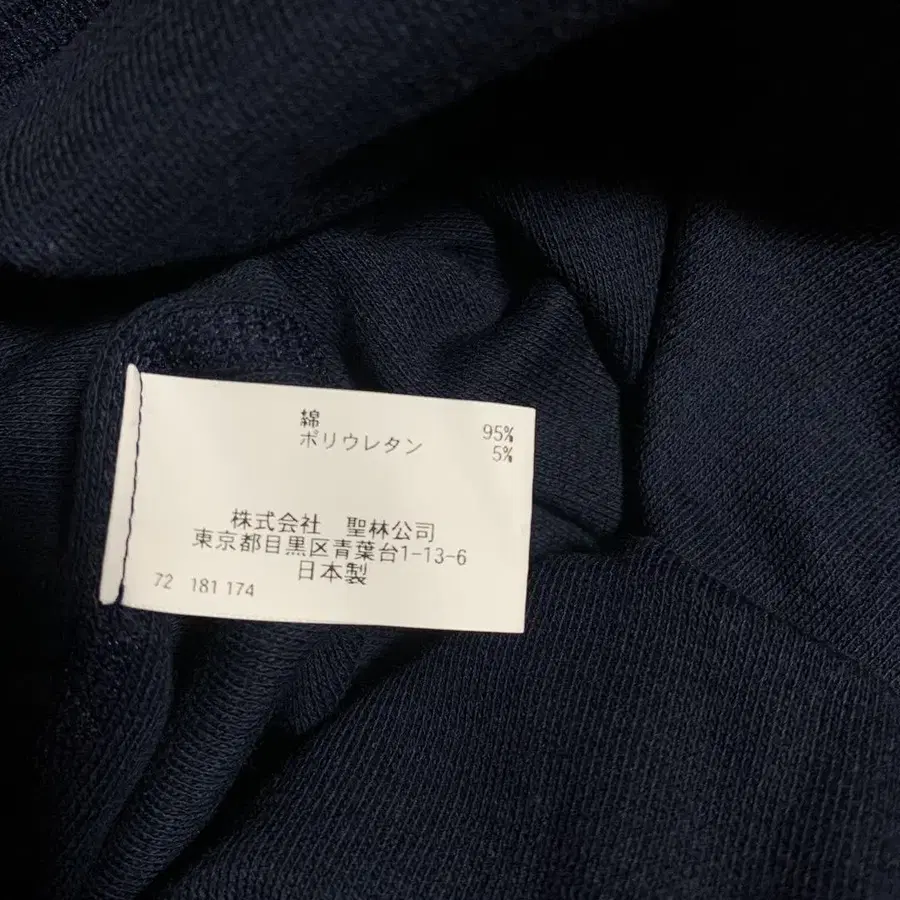 綿 95%
ポリウレタン 5%
株式会社 聖林公司
東京都目黒区青葉台1-13-6
日本製
72 181 174